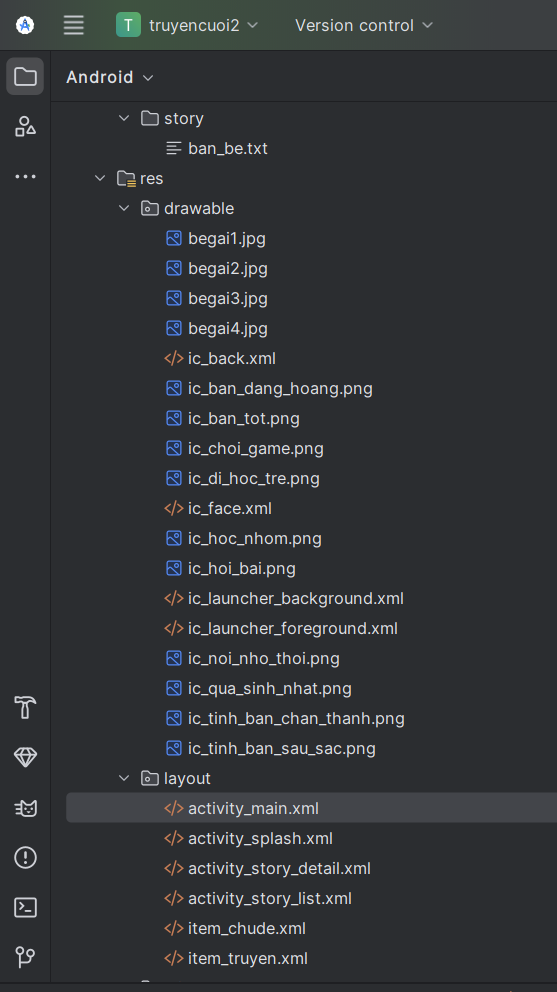 T truyencuoi2 Version control
Android
story
ban_be.txt
res
drawable
begai1.jpg
begai2.jpg
begai3.jpg
begai4.jpg
ic_back.xml
ic_ban_dang_hoang.png
ic_ban_tot.png
ic_choi_game.png
ic_di_hoc_tre.png
ic_face.xml
ic_hoc_nhom.png
ic_hoi_bai.png
ic_launcher_background.xml
ic_launcher_foreground.xml
ic_noi_nho_thoi.png
ic_qua_sinh_nhat.png
ic_tinh_ban_chan_thanh.png
ic_tinh_ban_sau_sac.png
layout
activity_main.xml
activity_splash.xml
activity_story_detail.xml
activity_story_list.xml
item_chude.xml
item_truyen.xml